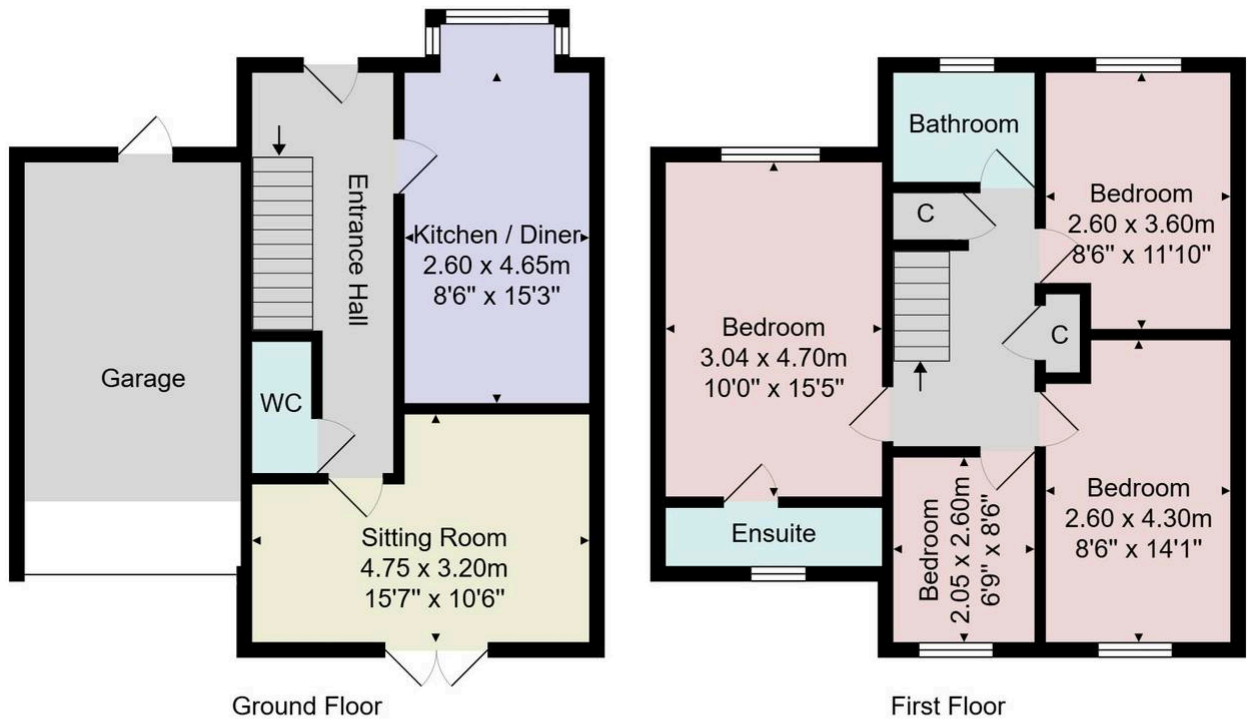 Garage
Entrance Hall
WC
Kitchen / Diner
2.60 x 4.65m
8'6" x 15'3"
Sitting Room
4.75 x 3.20m
15'7" x 10'6"
Ground Floor
Bathroom
C
Bedroom
2.60 x 3.60m
8'6" x 11'10"
Bedroom
3.04 x 4.70m
10'0" x 15'5"
C
Ensuite
Bedroom
2.05 x 2.60m
6'9" x 8'6"
Bedroom
2.60 x 4.30m
8'6" x 14'1"
First Floor